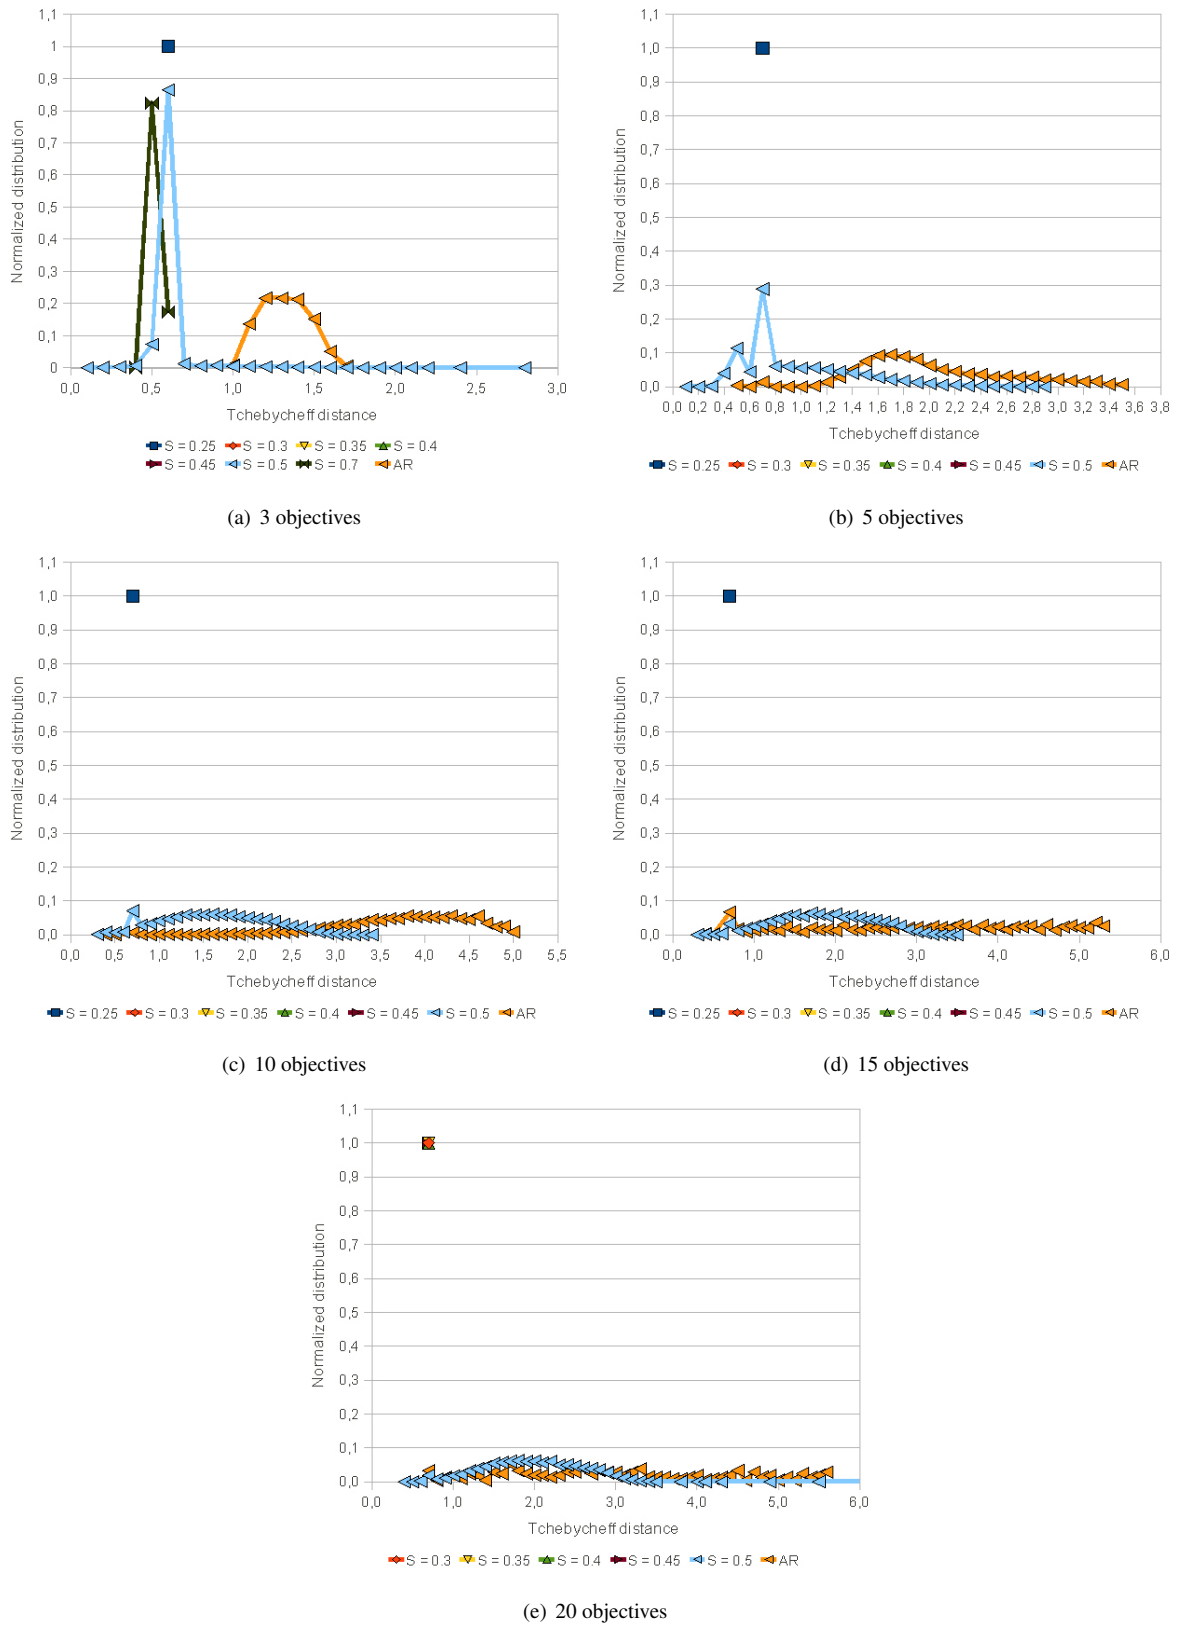 1,1
1
0,9
0,8
0,7
0,6
0,5
0,4
0,3
0,2
0,1
0
0,0 0,5 1,0 1,5 2,0 2,5 3,0
Normalized distribution
Tchebycheff distance
S = 0.25 S = 0.3 S = 0.35 S = 0.4
S = 0.45 S = 0.5 S = 0.7 AR
(a) 3 objectives
1,1
1,0
0,9
0,8
0,7
0,6
0,5
0,4
0,3
0,2
0,1
0,0
0,0 0,2 0,4 0,6 0,8 1,0 1,2 1,4 1,6 1,8 2,0 2,2 2,4 2,6 2,8 3,0 3,2 3,4 3,6 3,8
Normalized distribution
Tchebycheff distance
S = 0.25 S = 0.3 S = 0.35 S = 0.4 S = 0.45 S = 0.5 AR
(b) 5 objectives
1,1
1,0
0,9
0,8
0,7
0,6
0,5
0,4
0,3
0,2
0,1
0,0
0,0 0,5 1,0 1,5 2,0 2,5 3,0 3,5 4,0 4,5 5,0 5,5
Normalized distribution
Tchebycheff distance
S = 0.25 S = 0.3 S = 0.35 S = 0.4 S = 0.45 S = 0.5 AR
(c) 10 objectives
1,1
1,0
0,9
0,8
0,7
0,6
0,5
0,4
0,3
0,2
0,1
0,0
0,0 1,0 2,0 3,0 4,0 5,0 6,0
Normalized distribution
Tchebycheff distance
S = 0.25 S = 0.3 S = 0.35 S = 0.4 S = 0.45 S = 0.5 AR
(d) 15 objectives
1,1
1,0
0,9
0,8
0,7
0,6
0,5
0,4
0,3
0,2
0,1
0,0
0,0 1,0 2,0 3,0 4,0 5,0 6,0
Normalized distribution
Tchebycheff distance
S = 0.3 S = 0.35 S = 0.4 S = 0.45 S = 0.5 AR
(e) 20 objectives